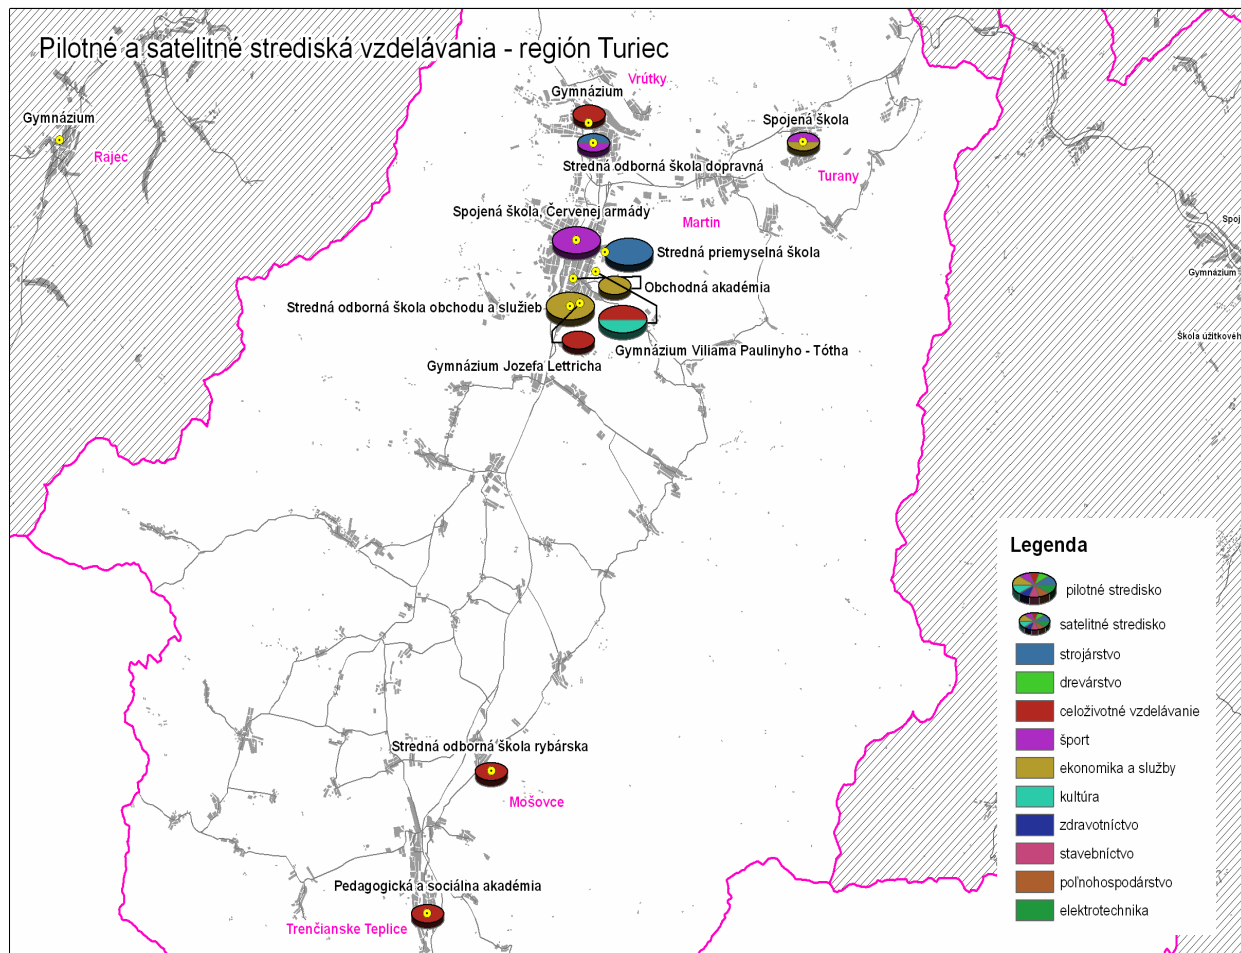 Pilotné a satelitné strediská vzdelávania - región Turiec
Vrútky
Gymnázium
Gymnázium
Spojená škola
Rajec
Stredná odborná škola dopravná
Turany
Spojená škola, Červenej armády
Martin
Spoj
Stredná priemyselná škola
Gymnázium
Obchodná akadémia
Stredná odborná škola obchodu a služieb
Škola úžitkového
Gymnázium Viliama Paulinyho - Tótha
Gymnázium Jozefa Lettricha
Legenda
pilotné stredisko
satelitné stredisko
strojárstvo
drevárstvo
celoživotné vzdelávanie
šport
ekonomika a služby
kultúra
zdravotníctvo
stavebníctvo
poľnohospodárstvo
elektrotechnika
Stredná odborná škola rybárska
Mošovce
Pedagogická a sociálna akadémia
Trenčianske Teplice